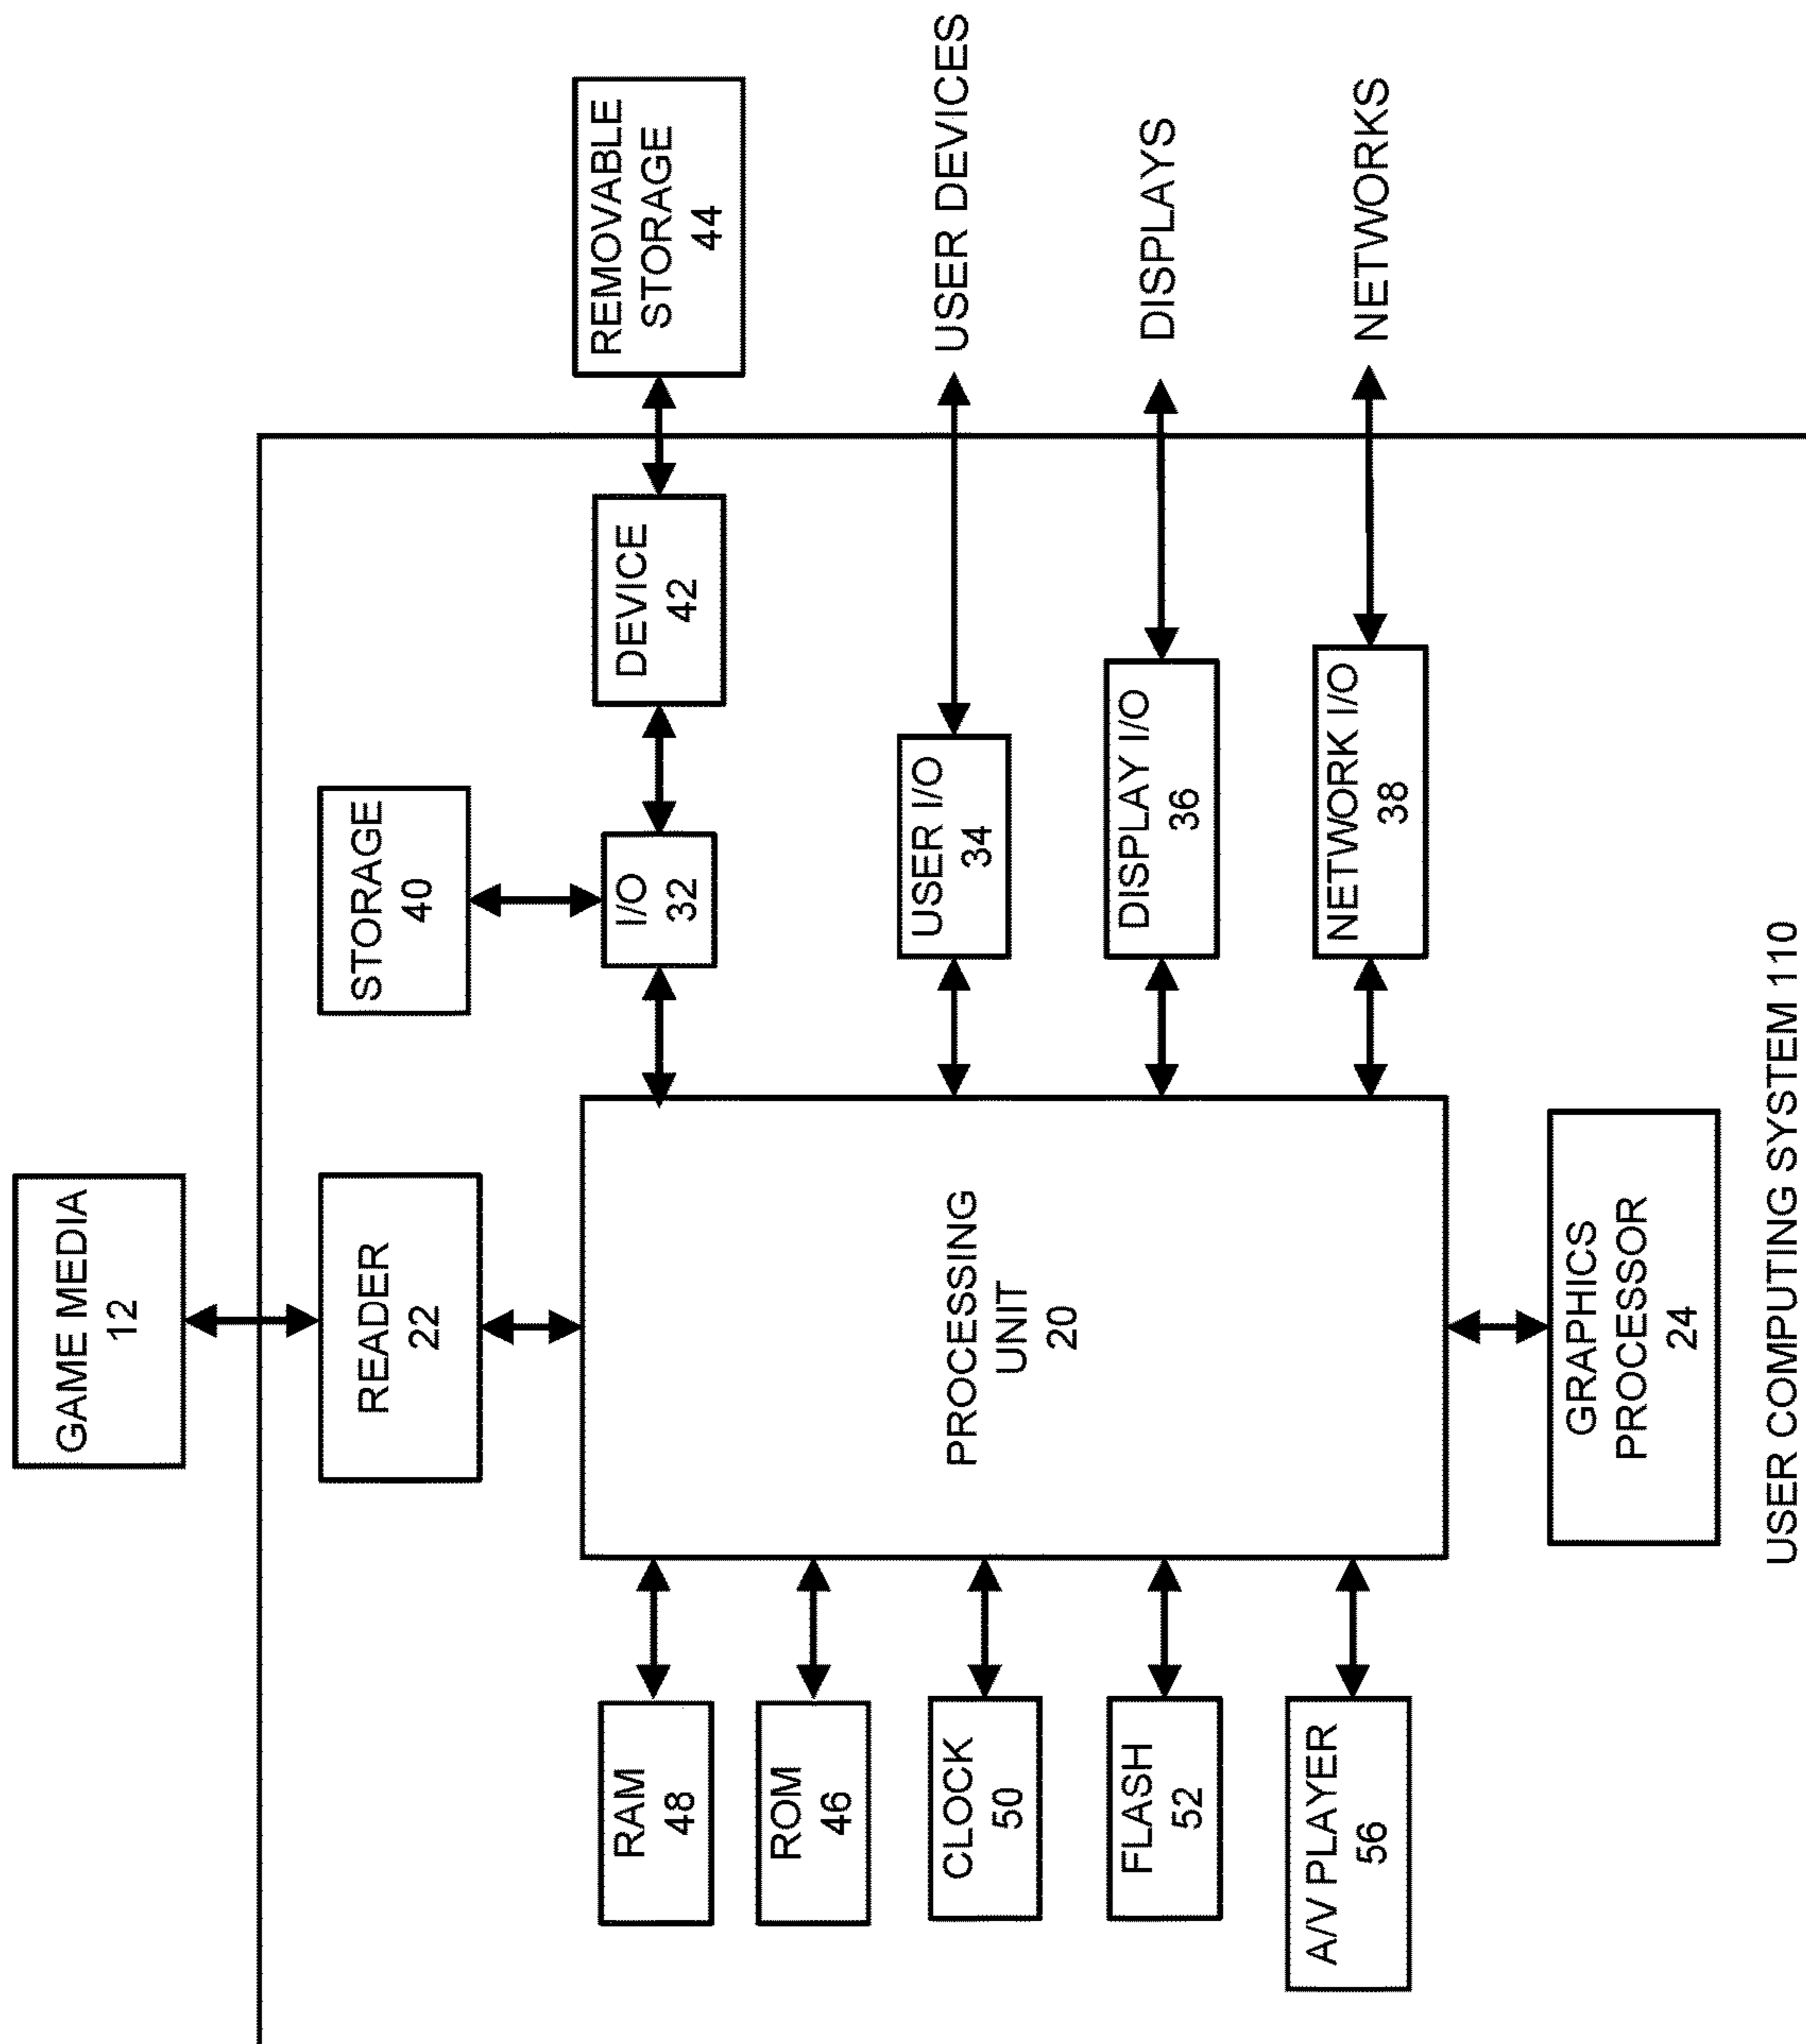 GAME MEDIA
12
READER
22
STORAGE
40
RAM
48
ROM
46
CLOCK
50
FLASH
52
A/V PLAYER
56
PROCESSING
UNIT
20
I/O
32
DEVICE
42
REMOVABLE
STORAGE
44
USER I/O
34
USER DEVICES
DISPLAY I/O
36
DISPLAYS
NETWORK I/O
38
NETWORKS
GRAPHICS
PROCESSOR
24
USER COMPUTING SYSTEM 110